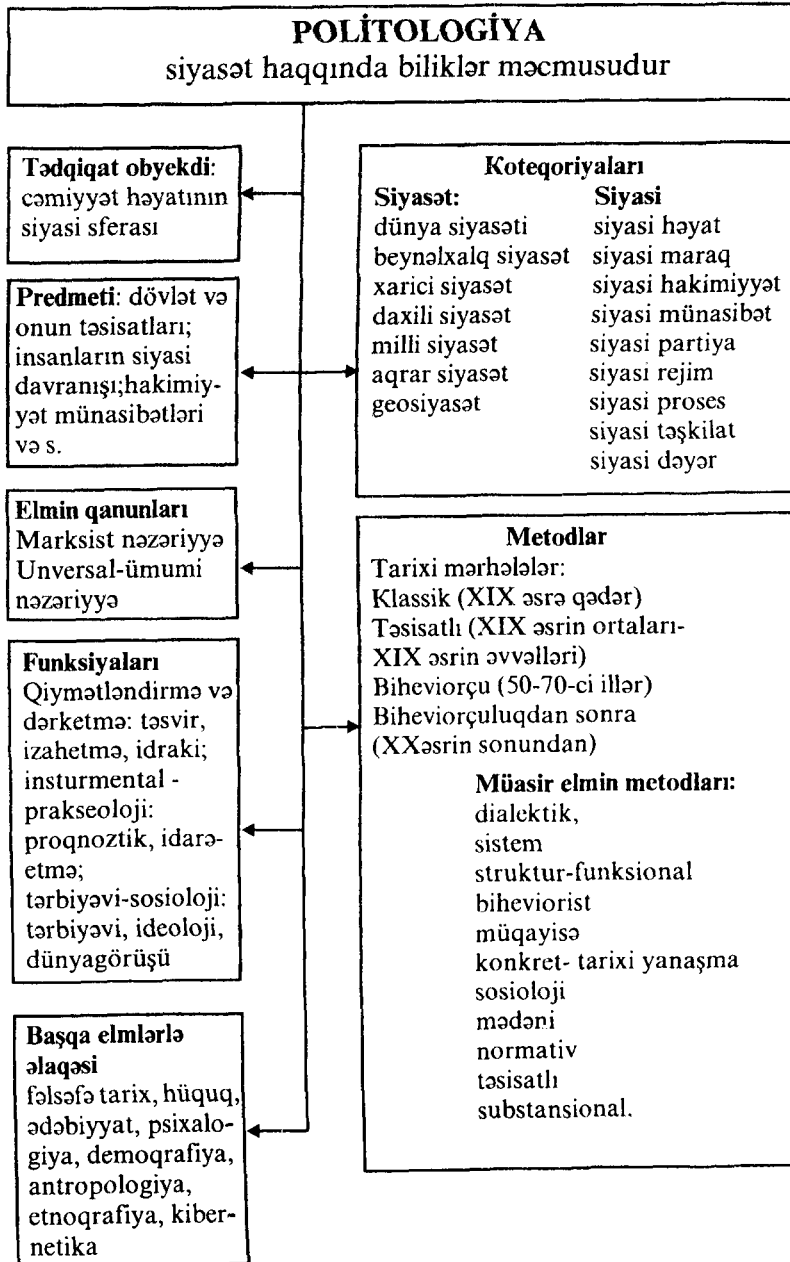 POLİTOLOGİYA
siyasət haqqında biliklər məcmusudur
Tədqiqat obyekdi:
cəmiyyət həyatının
siyasi sferası
Predmeti: dövlət və
onun təsisatları;
insanların siyasi
davranışı;hakimiy-
yət münasibətləri
və s.
Elmin qanunları
Marksist nəzəriyyə
Unversal-ümumi
nəzəriyyə
Funksiyaları
Qiymətləndirmə və
dərketmə: təsvir,
izahetmə, idraki;
insturmental -
prakseoloji:
proqnoztik, idarə-
etmə;
tərbiyəvi-sosioloji:
tərbiyəvi, ideoloji,
dünyagörüşü
Başqa elmlərlə
əlaqəsi
fəlsəfə tarix, hüquq,
ədəbiyyat, psixalo-
giya, demoqrafiya,
antropologiya,
etnoqrafiya, kiber-
netika
Koteqoriyaları
Siyasət:
dünya siyasəti
beynəlxalq siyasət
xarici siyasət
daxili siyasət
milli siyasət
aqrar siyasət
geosiyasət
Siyasi
siyasi həyat
siyasi maraq
siyasi hakimiyyət
siyasi münasibət
siyasi partiya
siyasi rejim
siyasi proses
siyasi təşkilat
siyasi dəyər
Metodlar
Tarixi mərhələlər:
Klassik (XIX əsrə qədər)
Təsisatlı (XIX əsrin ortaları-
XIX əsrin əvvəlləri)
Biheviorçu (50-70-ci illər)
Biheviorçuluqdan sonra
(XXəsrin sonundan)
Müasir elmin metodları:
dialektik,
sistem
struktur-funksional
biheviorist
müqayisə
konkret- tarixi yanaşma
sosioloji
mədəni
normativ
təsisatlı
substansional.